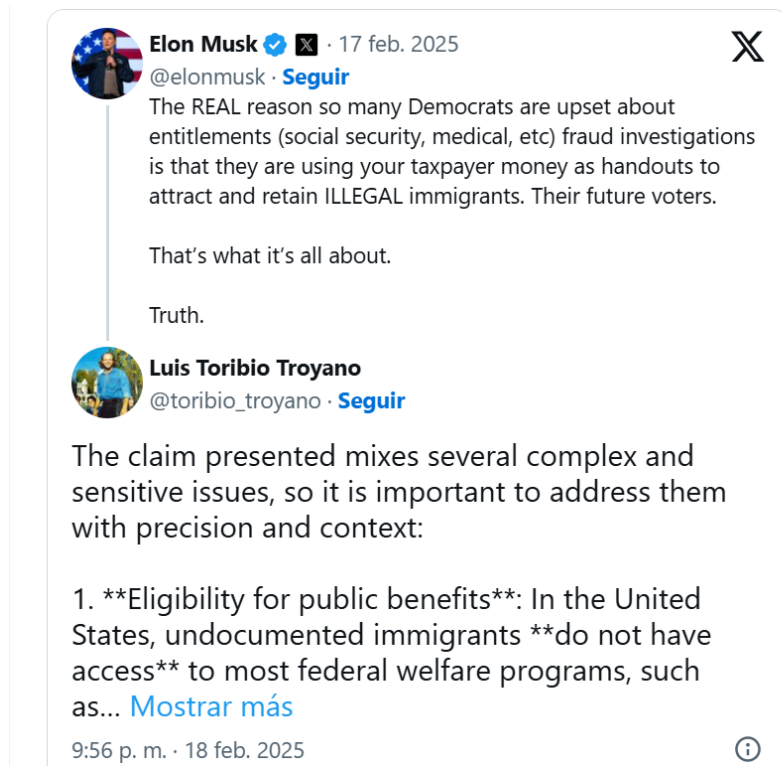 Elon Musk X · 17 feb. 2025
@elonmusk · Seguir
The REAL reason so many Democrats are upset about
entitlements (social security, medical, etc) fraud investigations
is that they are using your taxpayer money as handouts to
attract and retain ILLEGAL immigrants. Their future voters.
That’s what it’s all about.
Truth.
Luis Toribio Troyano
@toribio_troyano · Seguir
The claim presented mixes several complex and
sensitive issues, so it is important to address them
with precision and context:
1. **Eligibility for public benefits**: In the United
States, undocumented immigrants **do not have
access** to most federal welfare programs, such
as... Mostrar más
9:56 p. m. · 18 feb. 2025